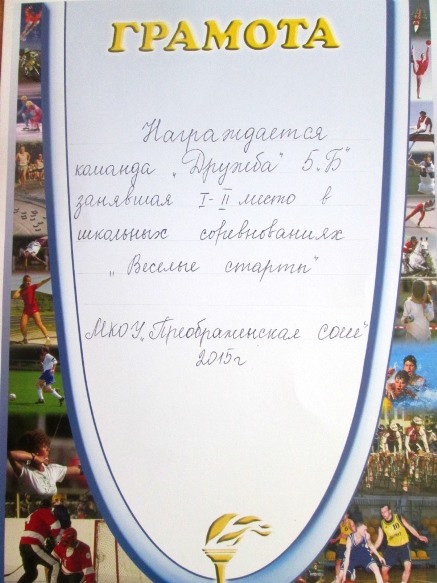 ГРАМОТА
Награждается
команда „Дружба" 5„Б"
занявшая I-II место в
школьных соревнованиях
„Веселые старты"
МКОУ„Преображенская сош"
2015г